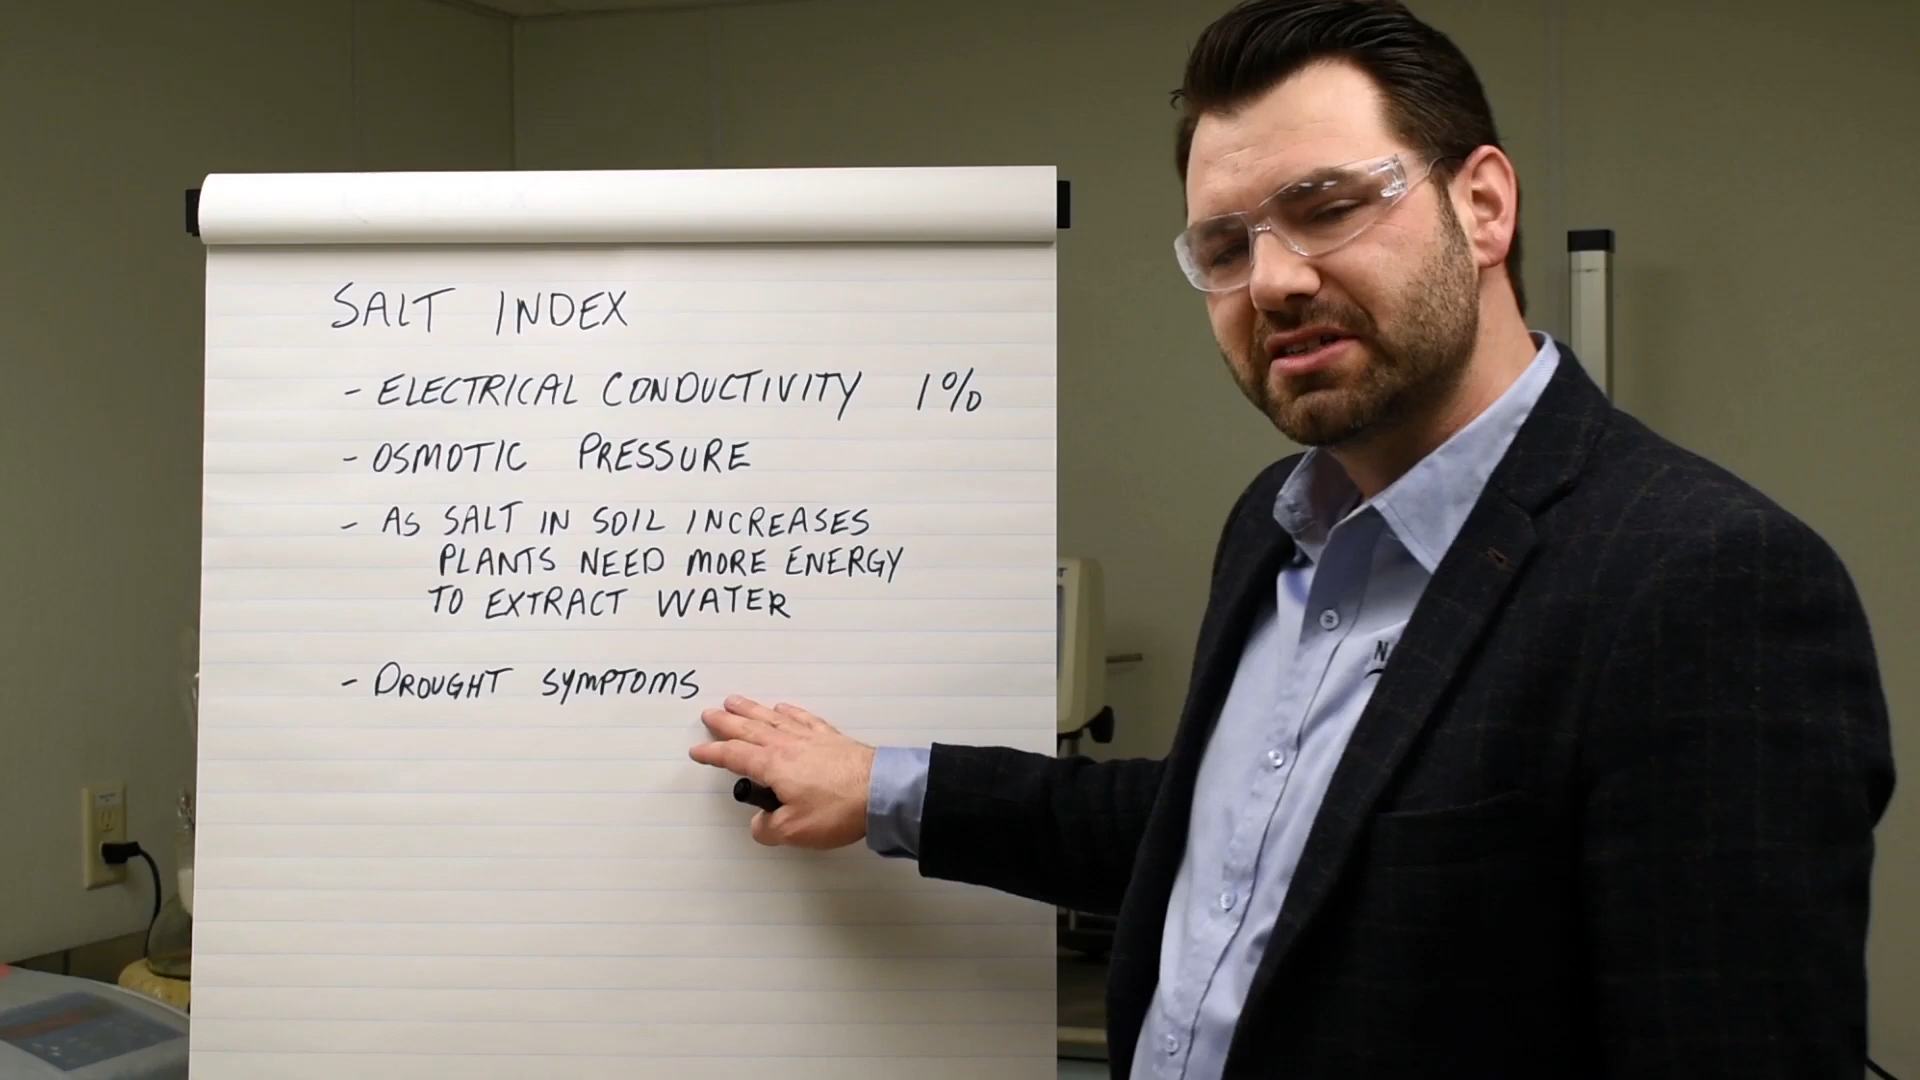 SALT INDEX
- ELECTRICAL CONDUCTIVITY 1%
- OSMOTIC PRESSURE
- AS SALT IN SOIL INCREASES
PLANTS NEED MORE ENERGY
TO EXTRACT WATER
- DROUGHT SYMPTOMS